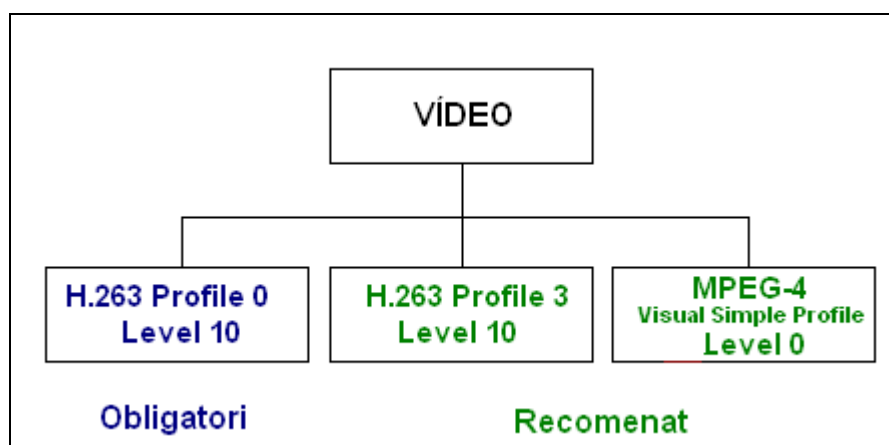 VÍDEO
H.263 Profile 0
Level 10
H.263 Profile 3
Level 10
MPEG-4
Visual Simple Profile
Level 0
Obligatori
Recomenat